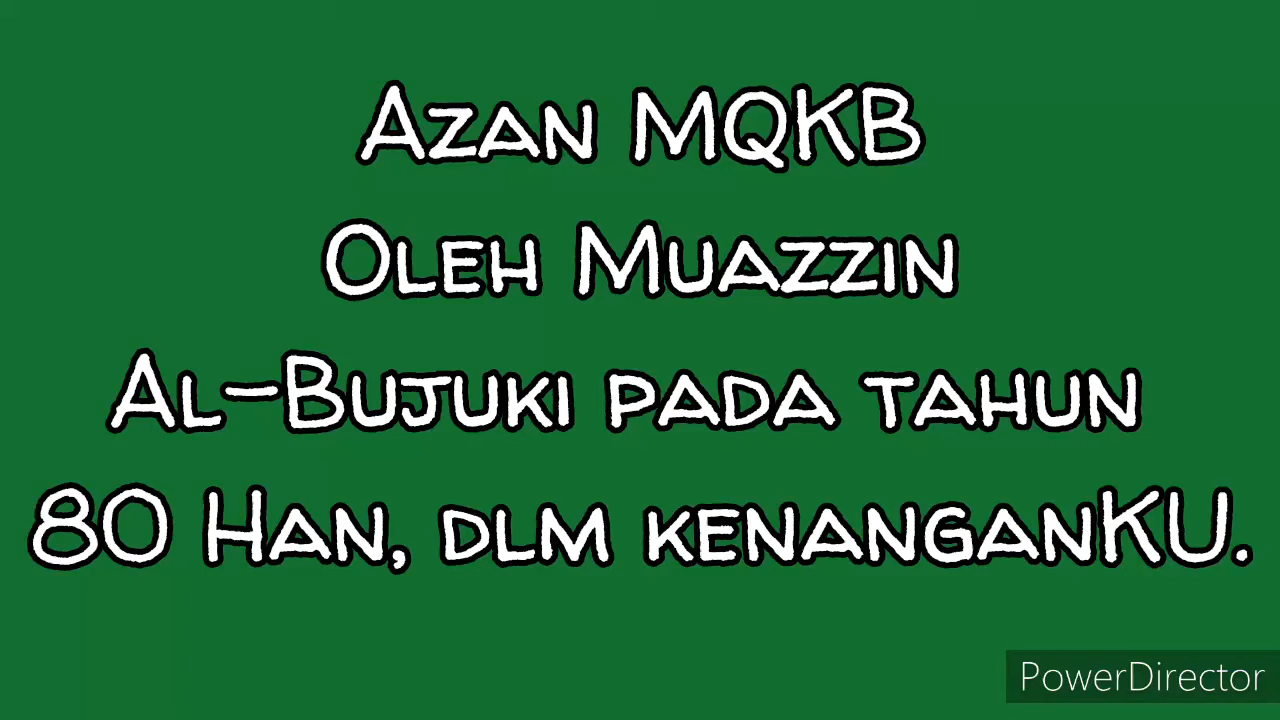 Azan MQKB
Oleh Muazzin
Al-Bujuki pada tahun
80 Han, dlm kenanganKU.
PowerDirector